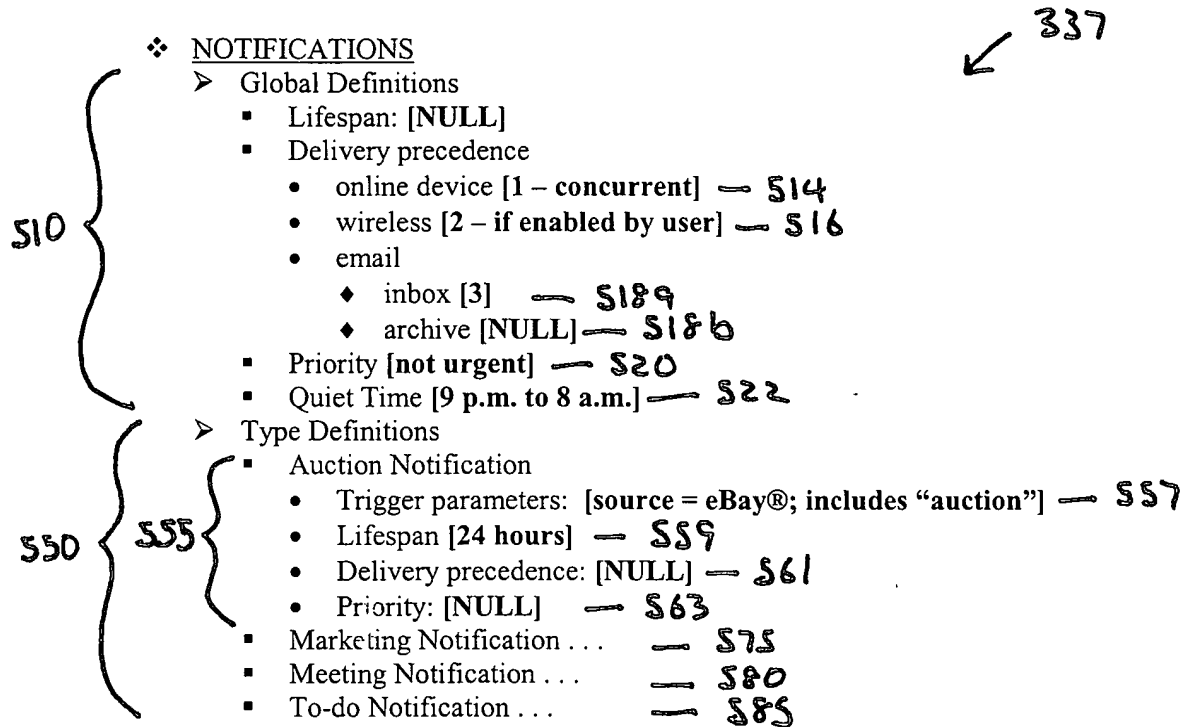 337
❖ NOTIFICATIONS
➤ Global Definitions
▪ Lifespan: [NULL]
▪ Delivery precedence
• online device [1 – concurrent] — 514
• wireless [2 – if enabled by user] — 516
510
• email
♦ inbox [3] — 518a
♦ archive [NULL] — 518b
▪ Priority [not urgent] — 520
▪ Quiet Time [9 p.m. to 8 a.m.] — 522
➤ Type Definitions
▪ Auction Notification
• Trigger parameters: [source = eBay®; includes “auction”] — 557
550 555 • Lifespan [24 hours] — 559
• Delivery precedence: [NULL] — 561
• Priority: [NULL] — 563
▪ Marketing Notification . . . — 575
▪ Meeting Notification . . . — 580
▪ To-do Notification . . . — 585